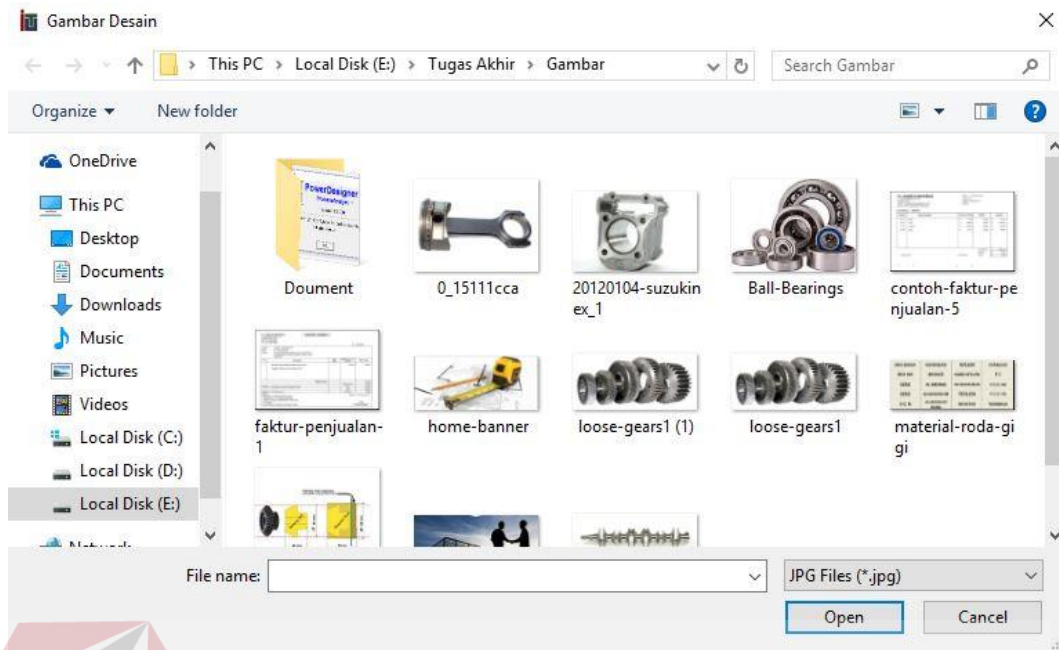 Gambar Desain
This PC > Local Disk (E:) > Tugas Akhir > Gambar
Search Gambar
Organize
New folder
OneDrive
This PC
Desktop
Documents
Downloads
Music
Pictures
Videos
Local Disk (C:)
Local Disk (D:)
Local Disk (E:)
PowerDesigner
Doument
0_15111cca
20120104-suzukin
ex_1
Ball-Bearings
contoh-faktur-pe
njualan-5
faktur-penjualan-
1
home-banner
loose-gears1 (1)
loose-gears1
material-roda-gi
gi
File name:
JPG Files (*.jpg)
Open
Cancel